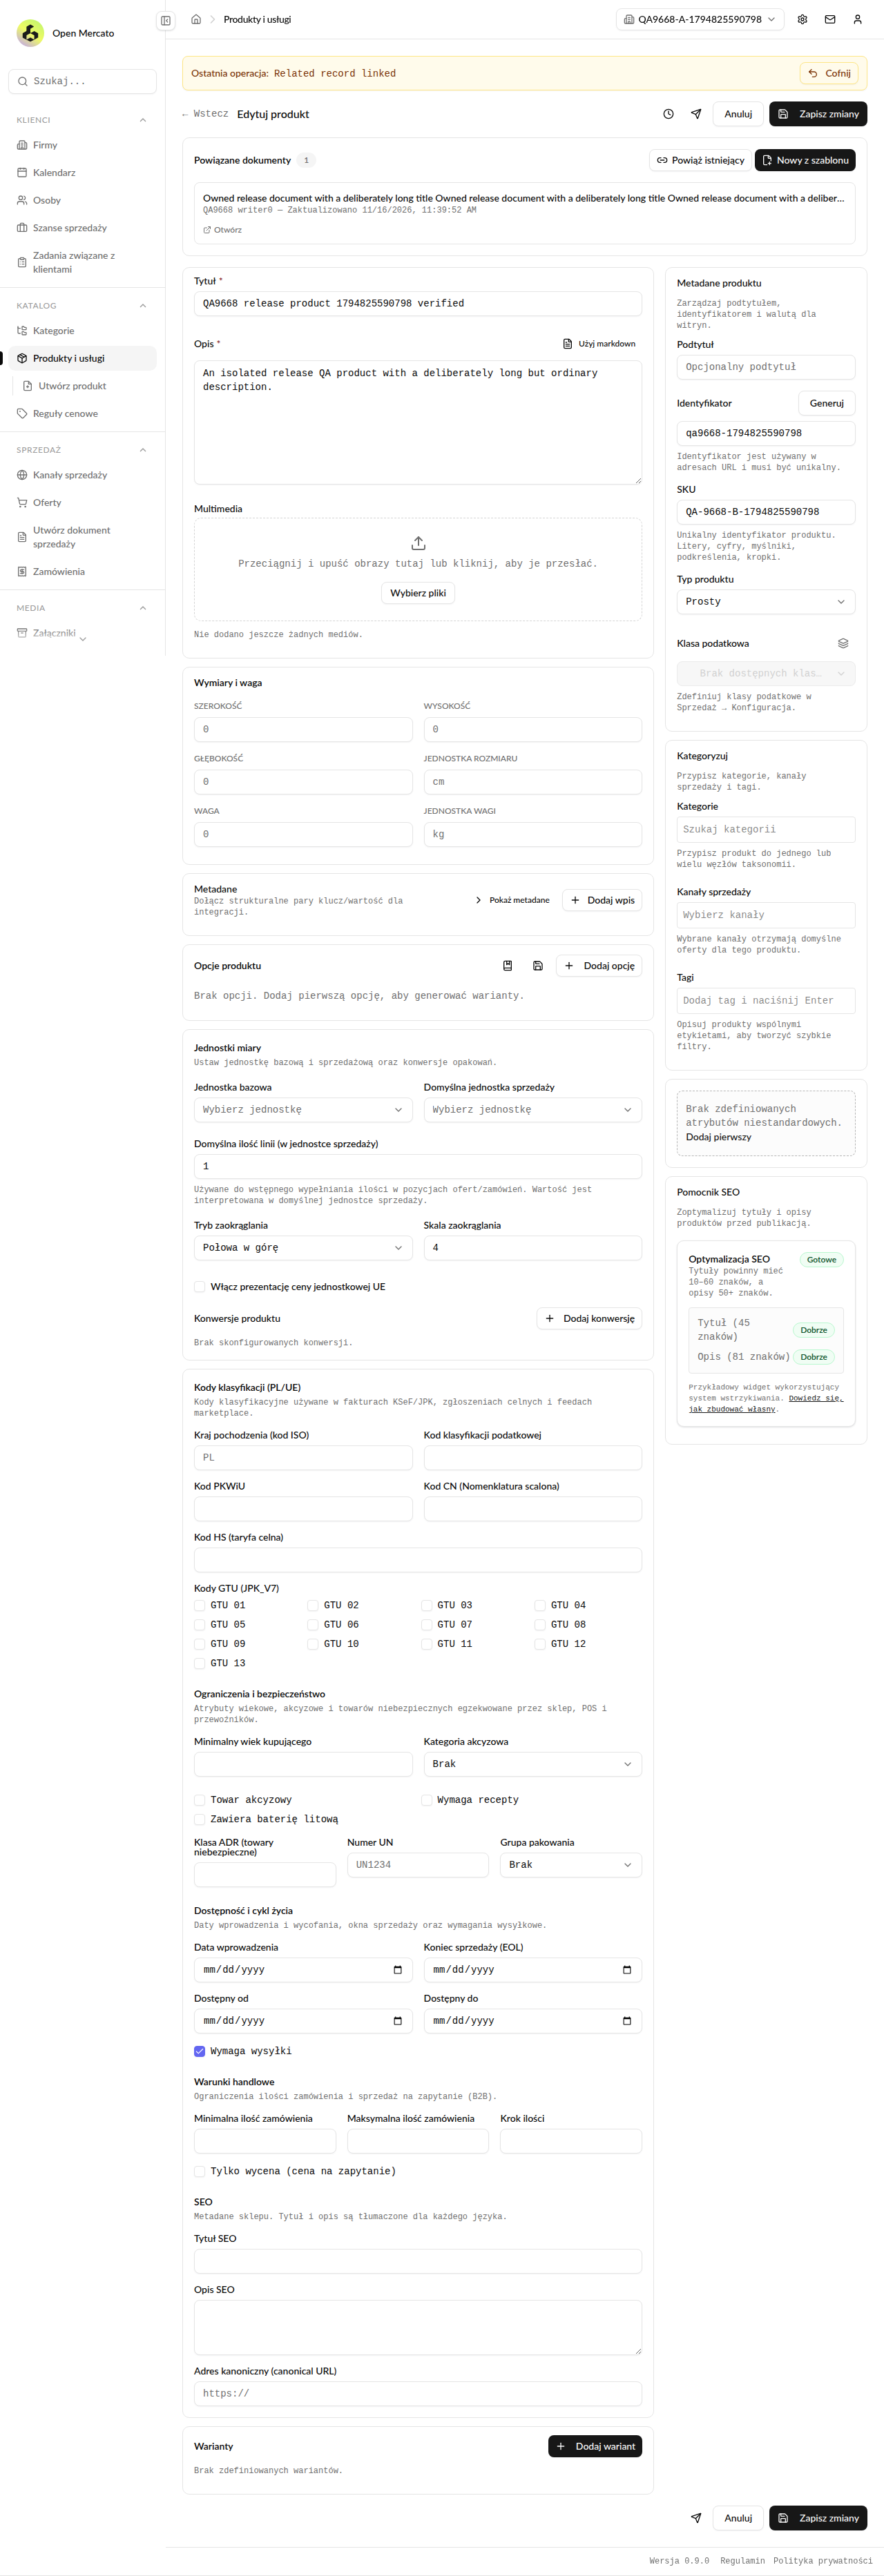 Open Mercato
Produkty i usługi
QA9668-A-1794825590798
Szukaj...
KLIENCI
Firmy
Kalendarz
Osoby
Szanse sprzedaży
Zadania związane z
klientami
KATALOG
Kategorie
Produkty i usługi
Utwórz produkt
Reguły cenowe
SPRZEDAŻ
Kanały sprzedaży
Oferty
Utwórz dokument
sprzedaży
Zamówienia
MEDIA
Załączniki
Ostatnia operacja: Related record linked
Cofnij
← Wstecz Edytuj produkt
Anuluj
Zapisz zmiany
Powiązane dokumenty 1
Powiąż istniejący
Nowy z szablonu
Owned release document with a deliberately long title Owned release document with a deliberately long title Owned release document with a deliber...
QA9668 writer0 — Zaktualizowano 11/16/2026, 11:39:52 AM
Otwórz
Tytuł *
QA9668 release product 1794825590798 verified
Opis *
Użyj markdown
An isolated release QA product with a deliberately long but ordinary
description.
Multimedia
Przeciągnij i upuść obrazy tutaj lub kliknij, aby je przesłać.
Wybierz pliki
Nie dodano jeszcze żadnych mediów.
Wymiary i waga
SZEROKOŚĆ
WYSOKOŚĆ
0
0
GŁĘBOKOŚĆ
JEDNOSTKA ROZMIARU
0
cm
WAGA
JEDNOSTKA WAGI
0
kg
Metadane
Dołącz strukturalne pary klucz/wartość dla
integracji.
Pokaż metadane
Dodaj wpis
Opcje produktu
Dodaj opcję
Brak opcji. Dodaj pierwszą opcję, aby generować warianty.
Jednostki miary
Ustaw jednostkę bazową i sprzedażową oraz konwersje opakowań.
Jednostka bazowa
Domyślna jednostka sprzedaży
Wybierz jednostkę
Wybierz jednostkę
Domyślna ilość linii (w jednostce sprzedaży)
1
Używane do wstępnego wypełniania ilości w pozycjach ofert/zamówień. Wartość jest
interpretowana w domyślnej jednostce sprzedaży.
Tryb zaokrąglania
Skala zaokrąglania
Połowa w górę
4
Włącz prezentację ceny jednostkowej UE
Konwersje produktu
Dodaj konwersję
Brak skonfigurowanych konwersji.
Kody klasyfikacji (PL/UE)
Kody klasyfikacyjne używane w fakturach KSeF/JPK, zgłoszeniach celnych i feedach
marketplace.
Kraj pochodzenia (kod ISO)
Kod klasyfikacji podatkowej
PL
Kod PKWiU
Kod CN (Nomenklatura scalona)
Kod HS (taryfa celna)
Kody GTU (JPK_V7)
GTU 01
GTU 02
GTU 03
GTU 04
GTU 05
GTU 06
GTU 07
GTU 08
GTU 09
GTU 10
GTU 11
GTU 12
GTU 13
Ograniczenia i bezpieczeństwo
Atrybuty wiekowe, akcyzowe i towarów niebezpiecznych egzekwowane przez sklep, POS i
przewoźników.
Minimalny wiek kupującego
Kategoria akcyzowa
Brak
Towar akcyzowy
Wymaga recepty
Zawiera baterię litową
Klasa ADR (towary
niebezpieczne)
Numer UN
Grupa pakowania
UN1234
Brak
Dostępność i cykl życia
Daty wprowadzenia i wycofania, okna sprzedaży oraz wymagania wysyłkowe.
Data wprowadzenia
Koniec sprzedaży (EOL)
mm/dd/yyyy
mm/dd/yyyy
Dostępny od
Dostępny do
mm/dd/yyyy
mm/dd/yyyy
Wymaga wysyłki
Warunki handlowe
Ograniczenia ilości zamówienia i sprzedaż na zapytanie (B2B).
Minimalna ilość zamówienia
Maksymalna ilość zamówienia
Krok ilości
Tylko wycena (cena na zapytanie)
SEO
Metadane sklepu. Tytuł i opis są tłumaczone dla każdego języka.
Tytuł SEO
Opis SEO
Adres kanoniczny (canonical URL)
https://
Warianty
Dodaj wariant
Brak zdefiniowanych wariantów.
Metadane produktu
Zarządzaj podtytułem,
identyfikatorem i walutą dla
witryn.
Podtytuł
Opcjonalny podtytuł
Identyfikator
Generuj
qa9668-1794825590798
Identyfikator jest używany w
adresach URL i musi być unikalny.
SKU
QA-9668-B-1794825590798
Unikalny identyfikator produktu.
Litery, cyfry, myślniki,
podkreślenia, kropki.
Typ produktu
Prosty
Klasa podatkowa
Brak dostępnych klas…
Zdefiniuj klasy podatkowe w
Sprzedaż → Konfiguracja.
Kategoryzuj
Przypisz kategorie, kanały
sprzedaży i tagi.
Kategorie
Szukaj kategorii
Przypisz produkt do jednego lub
wielu węzłów taksonomii.
Kanały sprzedaży
Wybierz kanały
Wybrane kanały otrzymają domyślne
oferty dla tego produktu.
Tagi
Dodaj tag i naciśnij Enter
Opisuj produkty wspólnymi
etykietami, aby tworzyć szybkie
filtry.
Brak zdefiniowanych
atrybutów niestandardowych.
Dodaj pierwszy
Pomocnik SEO
Zoptymalizuj tytuły i opisy
produktów przed publikacją.
Optymalizacja SEO
Gotowe
Tytuły powinny mieć
10–60 znaków, a
opisy 50+ znaków.
Tytuł (45
znaków)
Dobrze
Opis (81 znaków)
Dobrze
Przykładowy widget wykorzystujący
system wstrzykiwania. Dowiedz się,
jak zbudować własny.
Anuluj
Zapisz zmiany
Wersja 0.9.0
Regulamin
Polityka prywatności